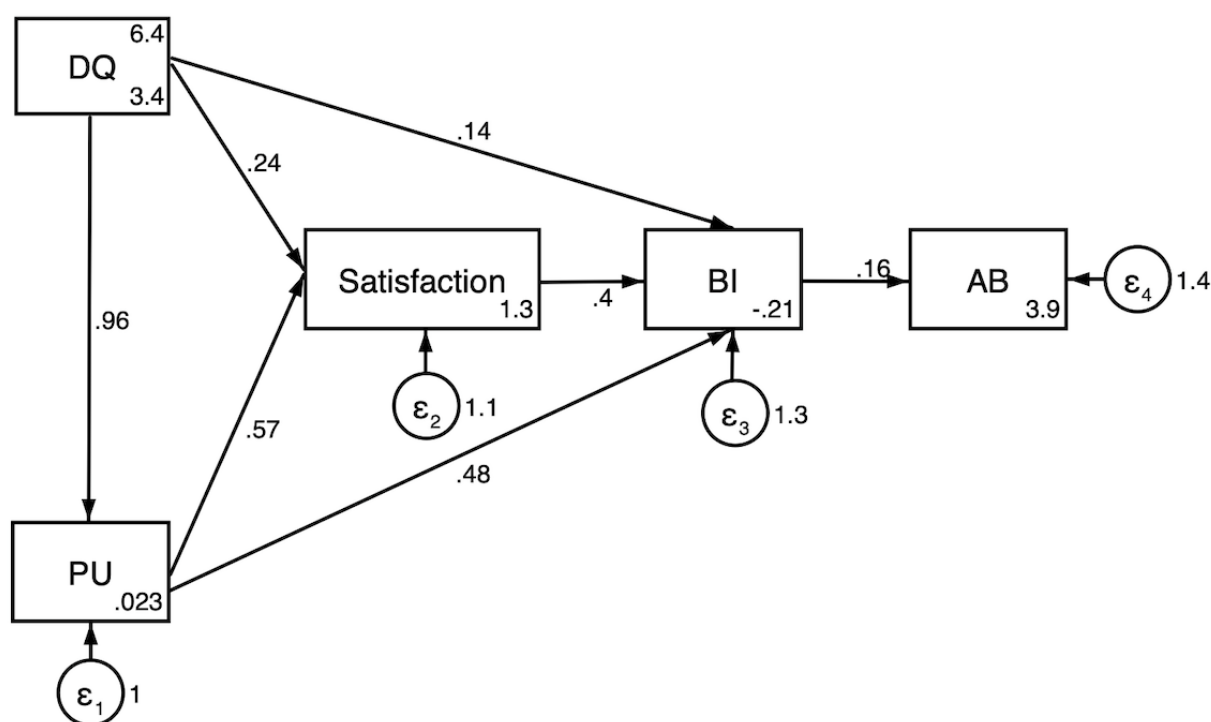 6.4
DQ
3.4
.14
.24
Satisfaction
1.3
.4
BI
-.21
.16
AB
3.9
ε4
1.4
.96
ε2
1.1
ε3
1.3
.57
.48
PU
.023
ε1
1